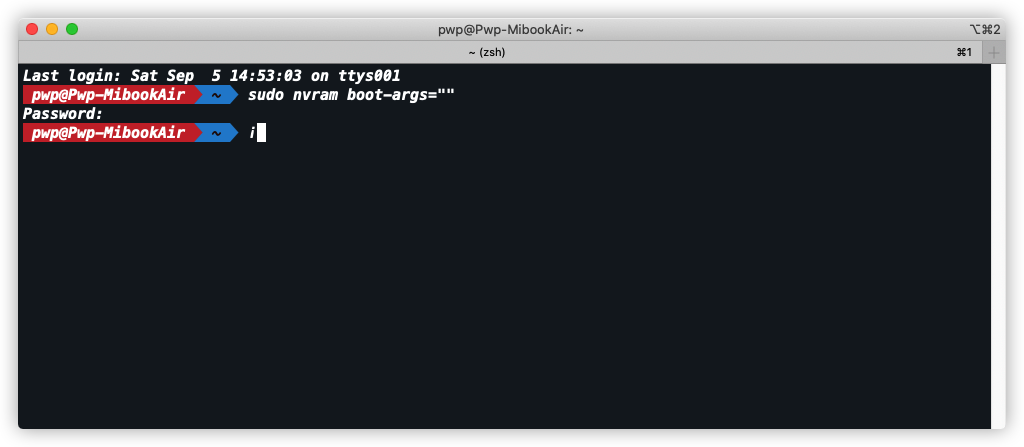 pwp@Pwp-MibookAir: ~
⌥⌘2
~ (zsh)
⌘1
Last login: Sat Sep  5 14:53:03 on ttys001
pwp@Pwp-MibookAir ~ sudo nvram boot-args=""
Password:
pwp@Pwp-MibookAir ~ i